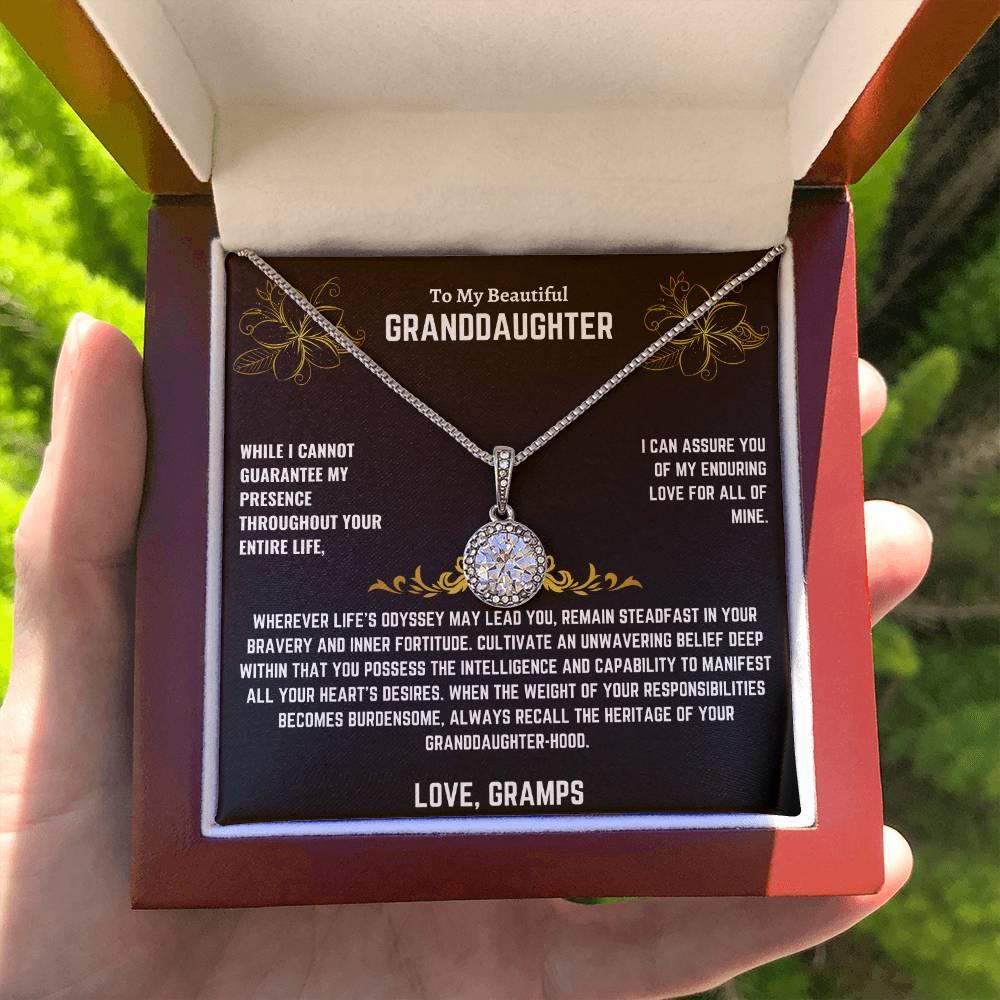 To My Beautiful
GRANDDAUGHTER
WHILE I CANNOT
GUARANTEE MY
PRESENCE
THROUGHOUT YOUR
ENTIRE LIFE,
I CAN ASSURE YOU
OF MY ENDURING
LOVE FOR ALL OF
MINE.
WHEREVER LIFE'S ODYSSEY MAY LEAD YOU, REMAIN STEADFAST IN YOUR
BRAVERY AND INNER FORTITUDE. CULTIVATE AN UNWAVERING BELIEF DEEP
WITHIN THAT YOU POSSESS THE INTELLIGENCE AND CAPABILITY TO MANIFEST
ALL YOUR HEART'S DESIRES. WHEN THE WEIGHT OF YOUR RESPONSIBILITIES
BECOMES BURDENSOME, ALWAYS RECALL THE HERITAGE OF YOUR
GRANDDAUGHTER-HOOD.
LOVE, GRAMPS